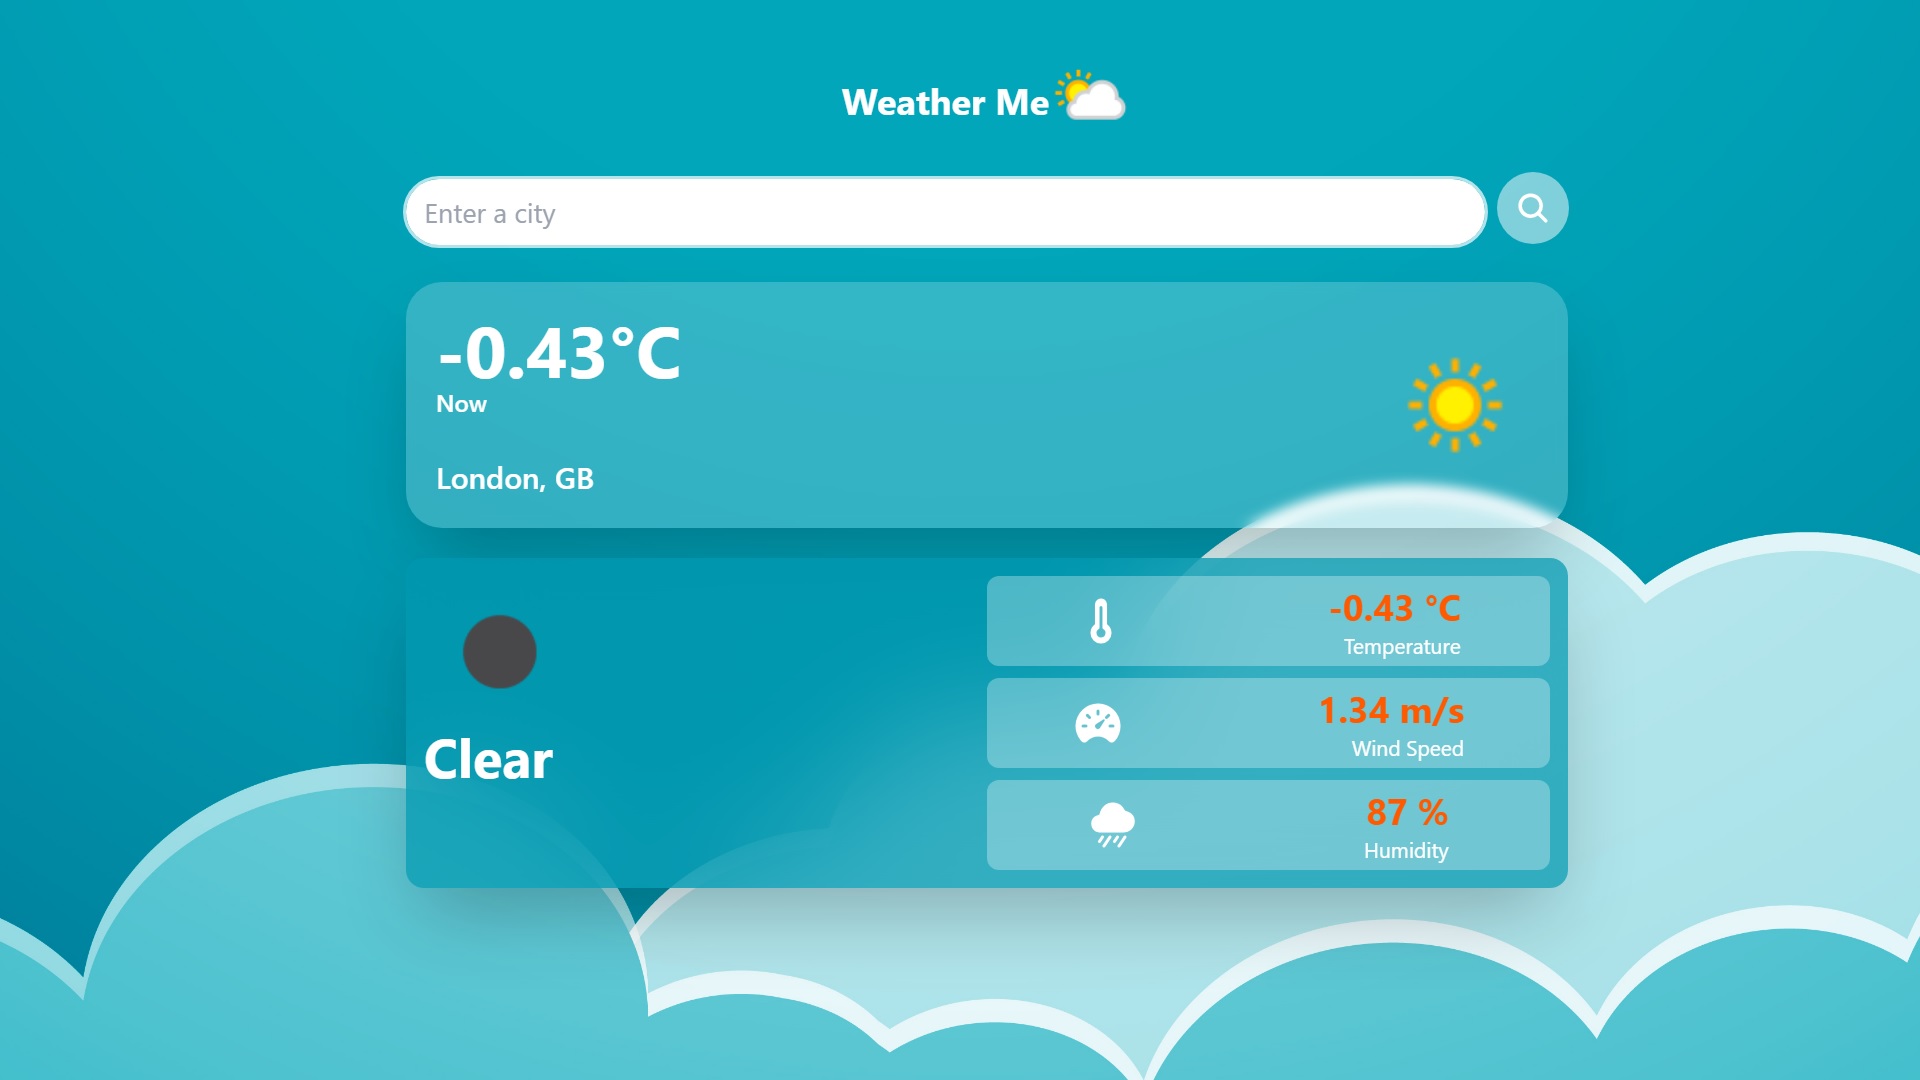 Weather Me
Enter a city
-0.43°C
Now
London, GB
Clear
-0.43 °C
Temperature
1.34 m/s
Wind Speed
87 %
Humidity